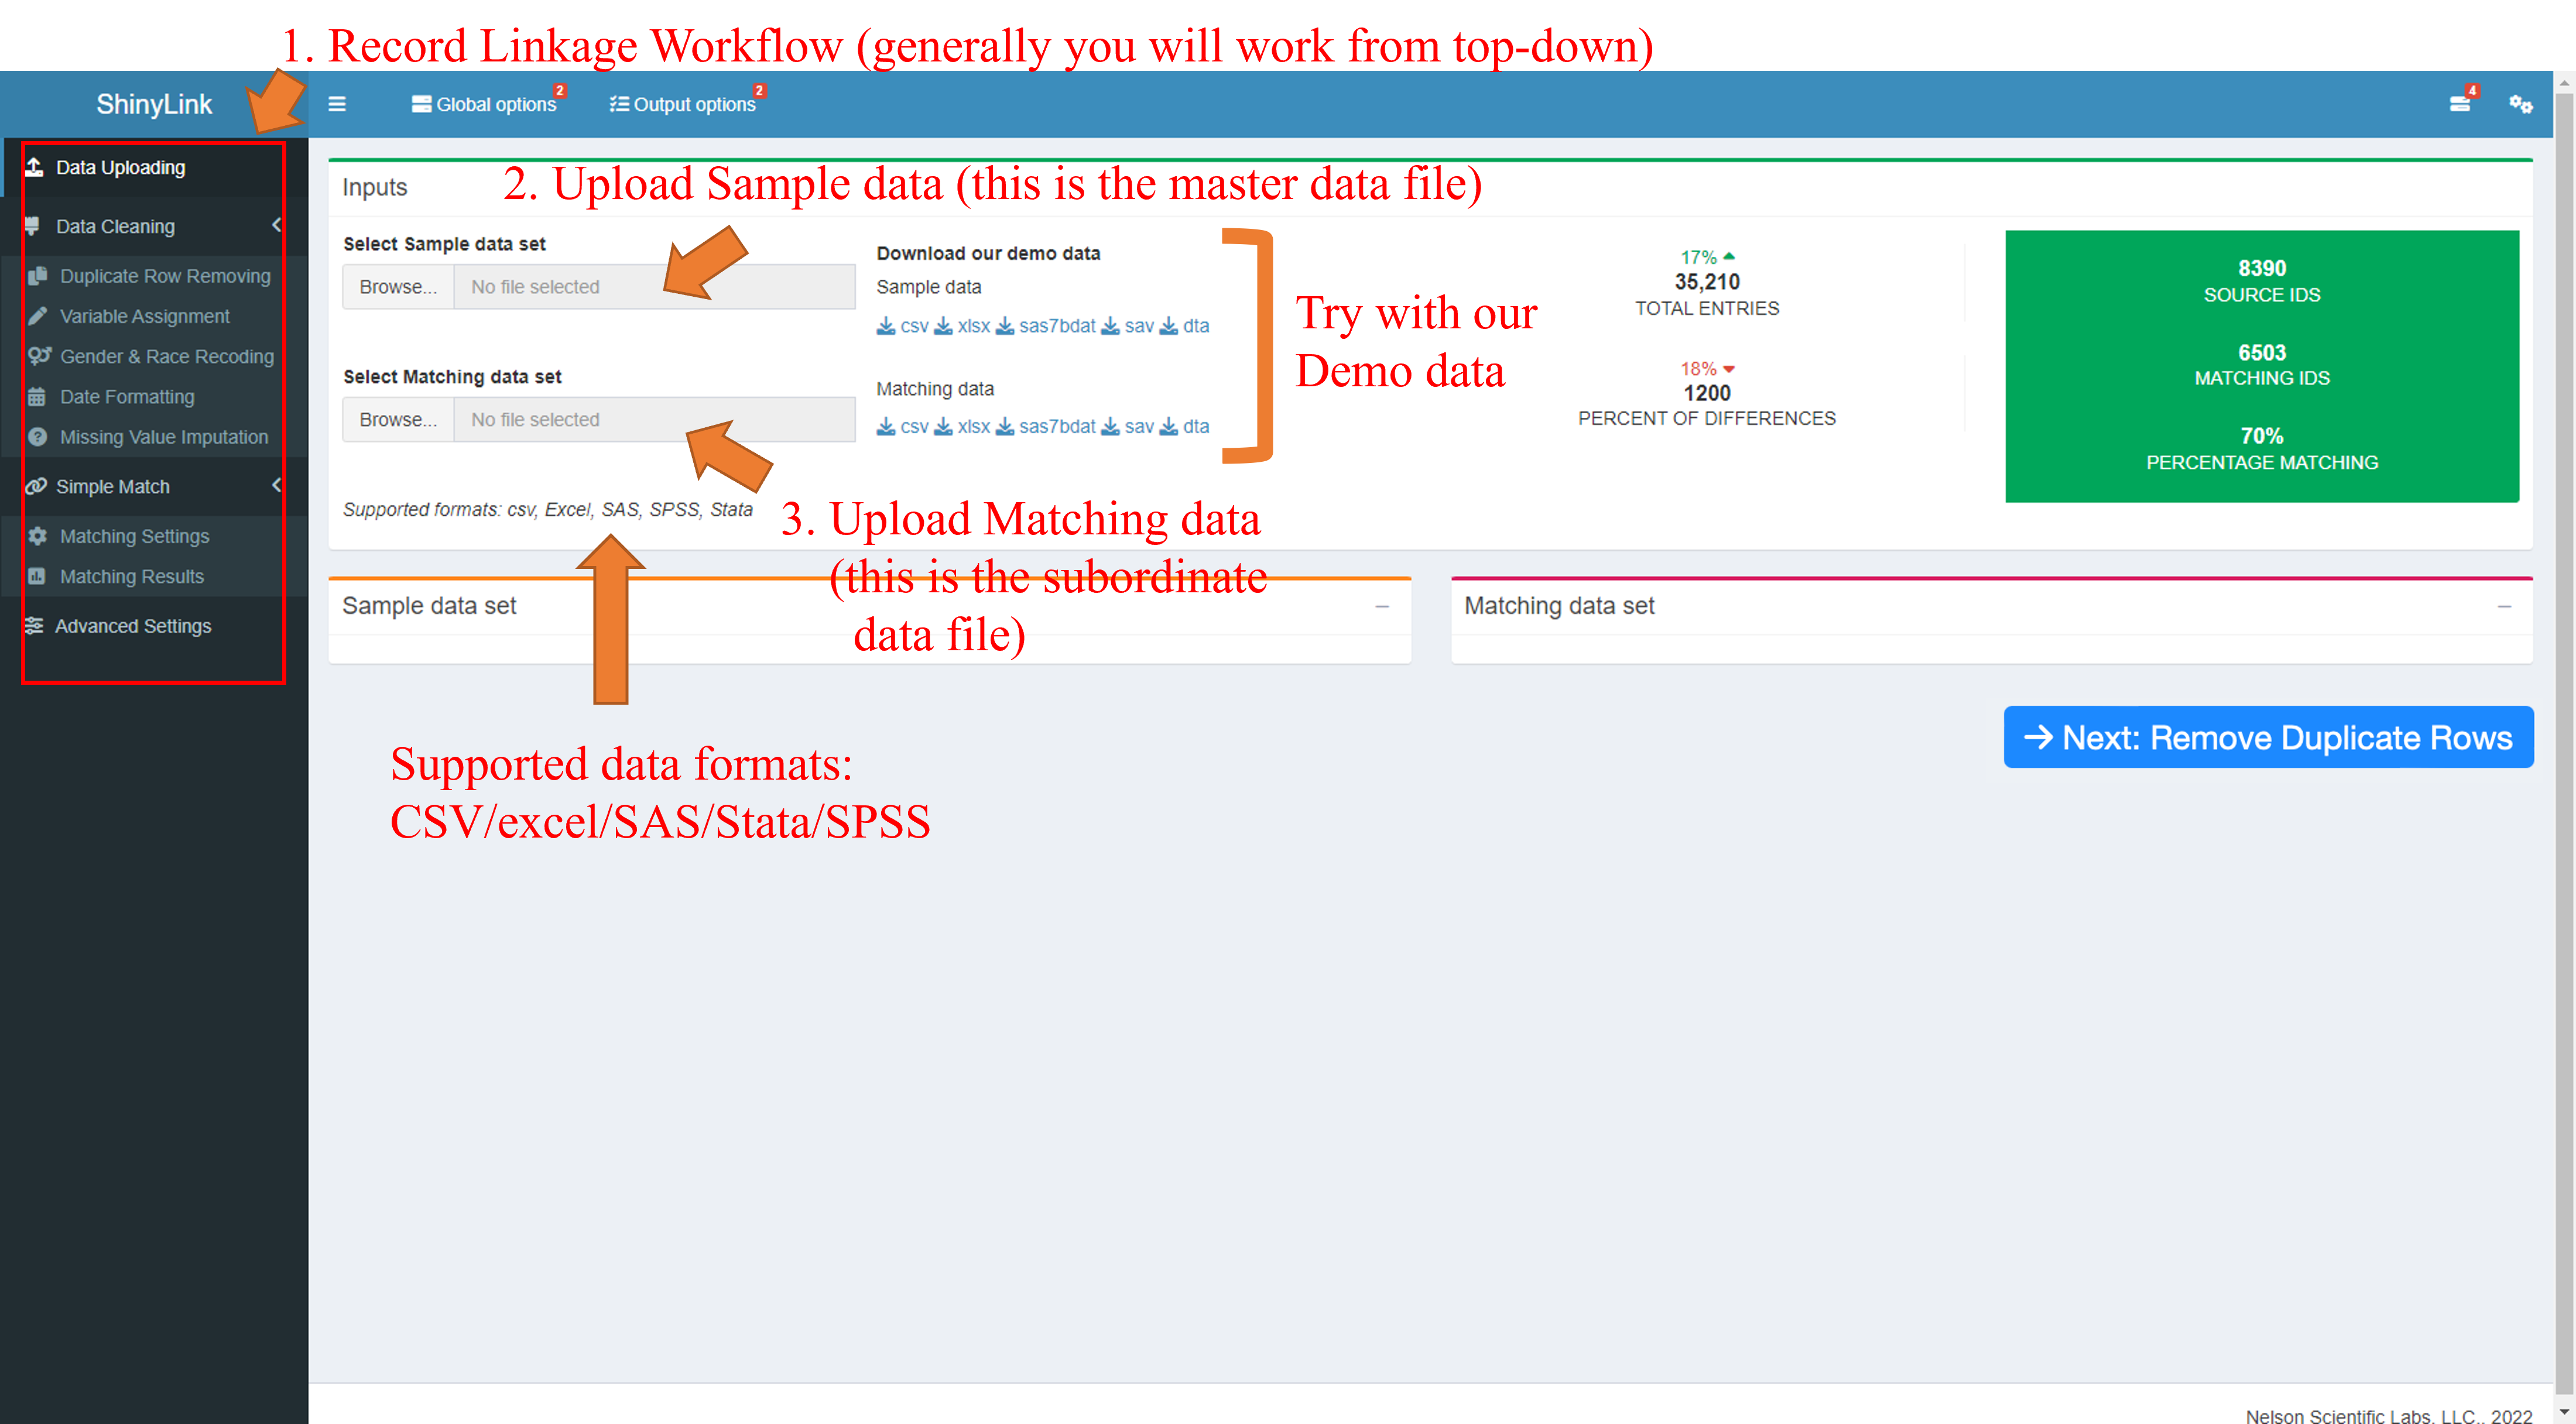 1. Record Linkage Workflow (generally you will work from top-down)
ShinyLink
Global options 2
Output options 2
4
Data Uploading
Data Cleaning
Duplicate Row Removing
Variable Assignment
Gender & Race Recoding
Date Formatting
Missing Value Imputation
Simple Match
Matching Settings
Matching Results
Advanced Settings
Inputs
2. Upload Sample data (this is the master data file)
Select Sample data set
Browse... No file selected
Select Matching data set
Browse... No file selected
Supported formats: csv, Excel, SAS, SPSS, Stata
Download our demo data
Sample data
csv xlsx sas7bdat sav dta
Matching data
csv xlsx sas7bdat sav dta
Try with our
Demo data
17%
35,210
TOTAL ENTRIES
18%
1200
PERCENT OF DIFFERENCES
8390
SOURCE IDS
6503
MATCHING IDS
70%
PERCENTAGE MATCHING
3. Upload Matching data
(this is the subordinate
data file)
Sample data set
Matching data set
Supported data formats:
CSV/excel/SAS/Stata/SPSS
Next: Remove Duplicate Rows
Nelson Scientific Labs, LLC., 2022